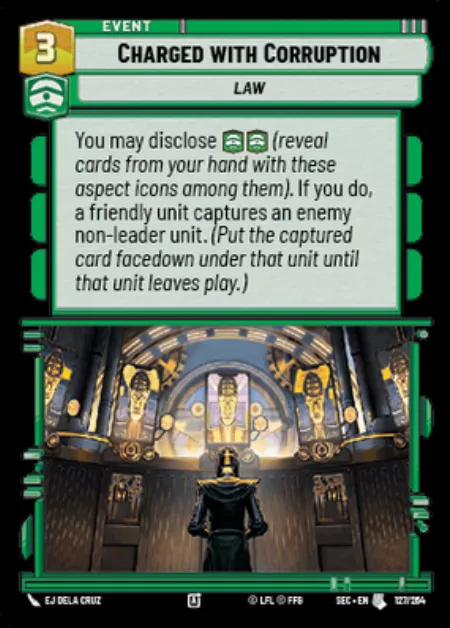 EVENT
3
CHARGED WITH CORRUPTION
LAW
You may disclose (reveal
cards from your hand with these
aspect icons among them). If you do,
a friendly unit captures an enemy
non-leader unit. (Put the captured
card facedown under that unit until
that unit leaves play.)
EJ DELA CRUZ
© LFL © FFG
SEC • EN
127/264